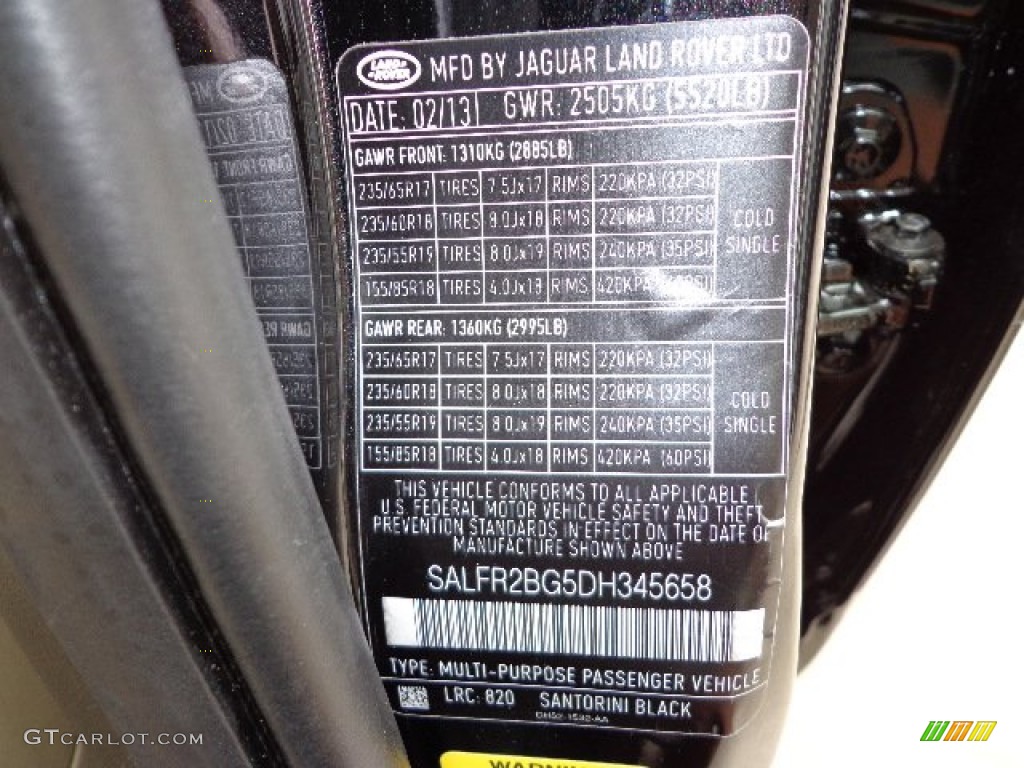 LAND ROVER MFD BY JAGUAR LAND ROVER LTD
DATE: 02/13 GWR: 2505KG (5520LB)
GAWR FRONT: 1310KG (2885LB)
235/65R17 TIRES 7.5Jx17 RIMS 220KPA (32PSI)
235/60R18 TIRES 8.0Jx18 RIMS 220KPA (32PSI)
COLD
235/55R19 TIRES 8.0Jx19 RIMS 240KPA (35PSI)
SINGLE
155/85R18 TIRES 4.0Jx18 RIMS 420KPA (60PSI)
GAWR REAR: 1360KG (2995LB)
235/65R17 TIRES 7.5Jx17 RIMS 220KPA (32PSI)
235/60R18 TIRES 8.0Jx18 RIMS 220KPA (32PSI)
COLD
235/55R19 TIRES 8.0Jx19 RIMS 240KPA (35PSI)
SINGLE
155/85R18 TIRES 4.0Jx18 RIMS 420KPA (60PSI)
THIS VEHICLE CONFORMS TO ALL APPLICABLE
U.S. FEDERAL MOTOR VEHICLE SAFETY AND THEFT
PREVENTION STANDARDS IN EFFECT ON THE DATE OF
MANUFACTURE SHOWN ABOVE
SALFR2BG5DH345658
TYPE: MULTI-PURPOSE PASSENGER VEHICLE
LRC: 820 SANTORINI BLACK
WARNING
GTCARLOT.COM